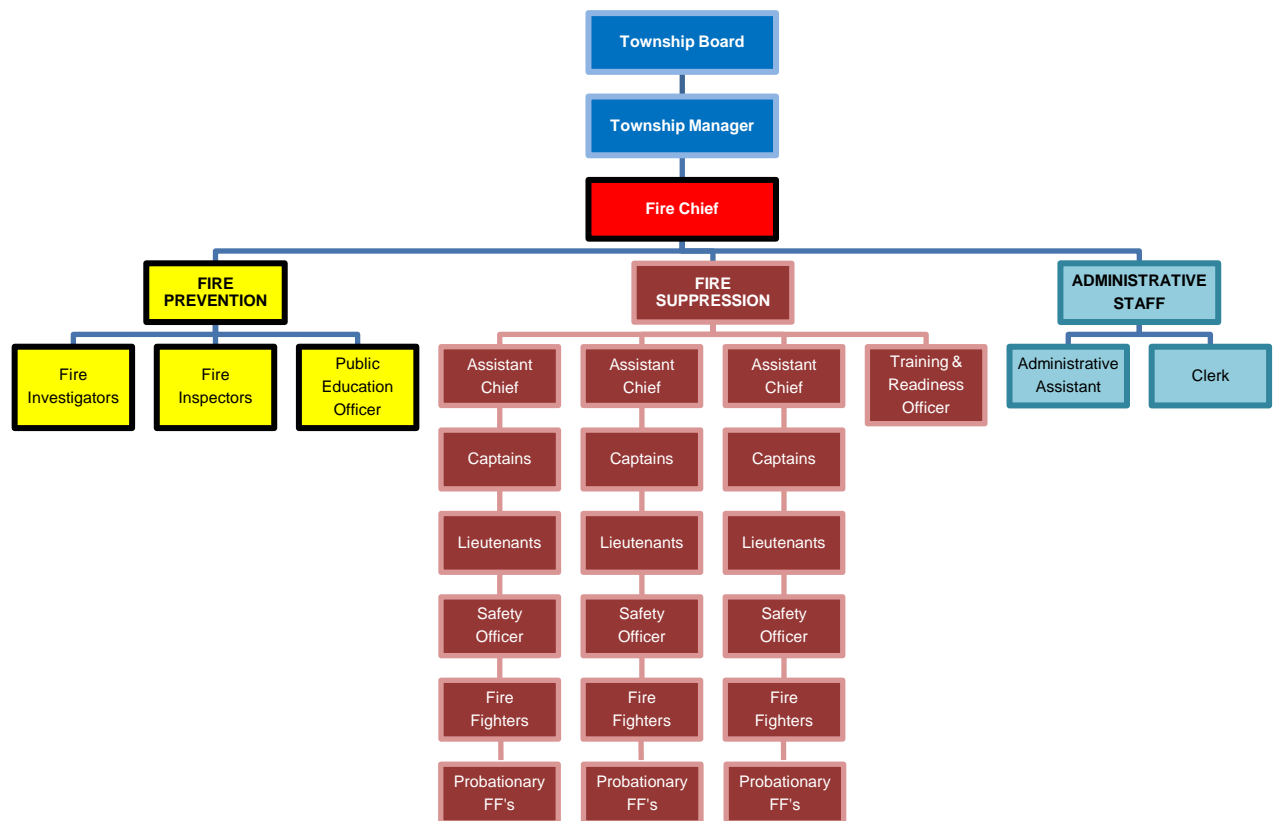 Township Board
Township Manager
Fire Chief
FIRE
PREVENTION
FIRE
SUPPRESSION
ADMINISTRATIVE
STAFF
Fire
Investigators
Fire
Inspectors
Public
Education
Officer
Assistant
Chief
Assistant
Chief
Assistant
Chief
Training &
Readiness
Officer
Administrative
Assistant
Clerk
Captains
Captains
Captains
Lieutenants
Lieutenants
Lieutenants
Safety
Officer
Safety
Officer
Safety
Officer
Fire
Fighters
Fire
Fighters
Fire
Fighters
Probationary
FF's
Probationary
FF's
Probationary
FF's